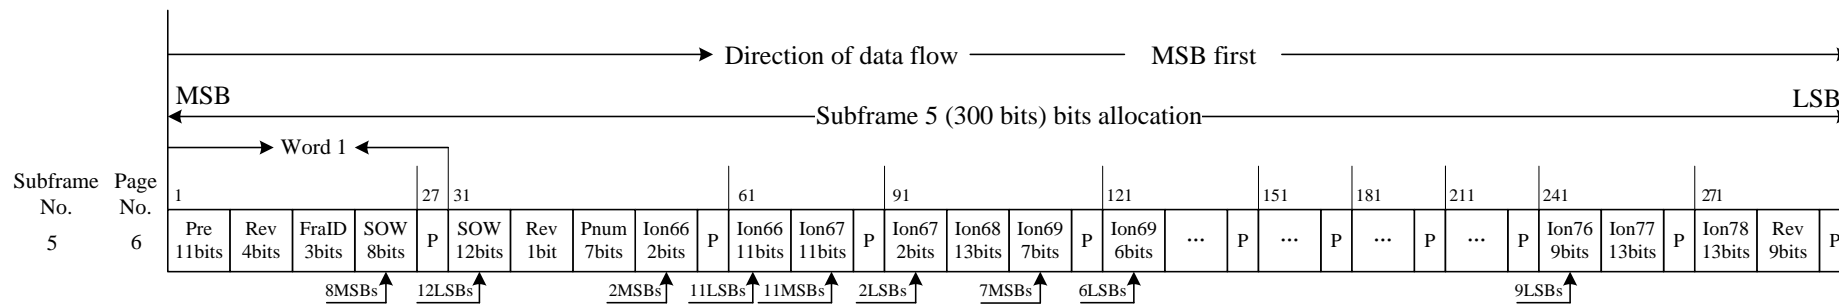 Direction of data flow MSB first
MSB LSB
Subframe 5 (300 bits) bits allocation
Word 1
Subframe Page
No. No.
1 27 31 61 91 121 151 181 211 241 271
5 6
Pre Rev FraID SOW P SOW Rev Pnum Ion66 P Ion66 Ion67 P Ion67 Ion68 Ion69 P Ion69 ... P ... P ... P ... P Ion76 Ion77 P Ion78 Rev P
11bits 4bits 3bits 8bits 12bits 1bit 7bits 2bits 11bits 11bits 2bits 13bits 7bits 6bits 9bits 13bits 13bits 9bits
8MSBs 12LSBs 2MSBs 11LSBs 11MSBs 2LSBs 7MSBs 6LSBs 9LSBs